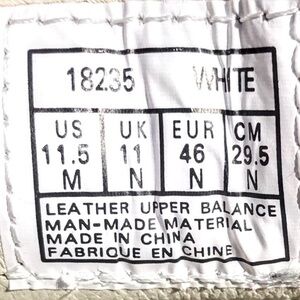 18235 WHITE
US UK EUR CM
11.5 11 46 29.5
M N N N
LEATHER UPPER BALANCE
MAN-MADE MATERIAL
MADE IN CHINA
FABRIQUE EN CHINE